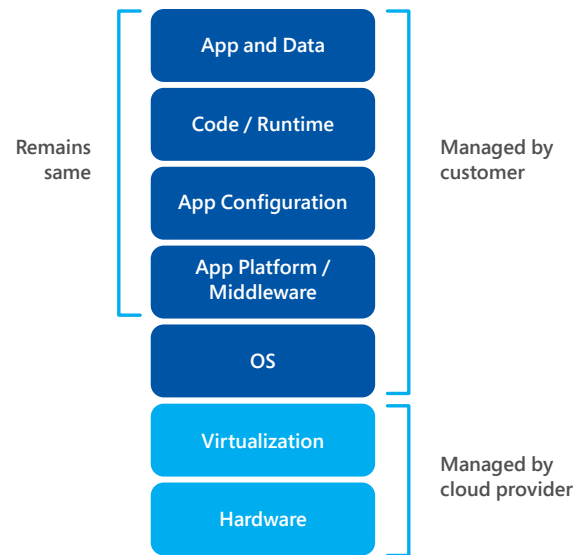 App and Data
Code / Runtime
Remains
same
App Configuration
App Platform /
Middleware
OS
Managed by
customer
Virtualization
Hardware
Managed by
cloud provider